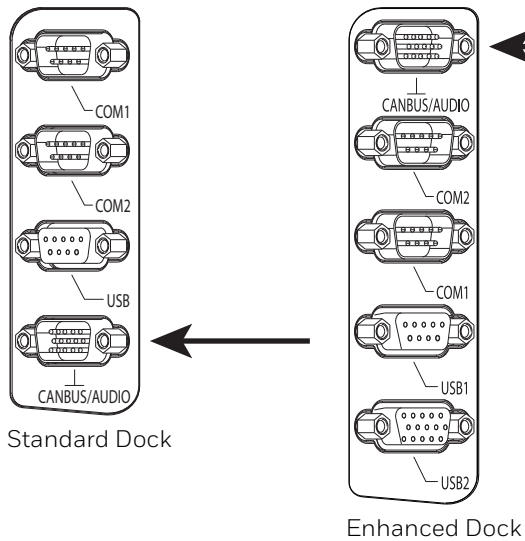 COM1
COM2
USB
CANBUS/AUDIO
Standard Dock
CANBUS/AUDIO
COM2
COM1
USB1
USB2
Enhanced Dock